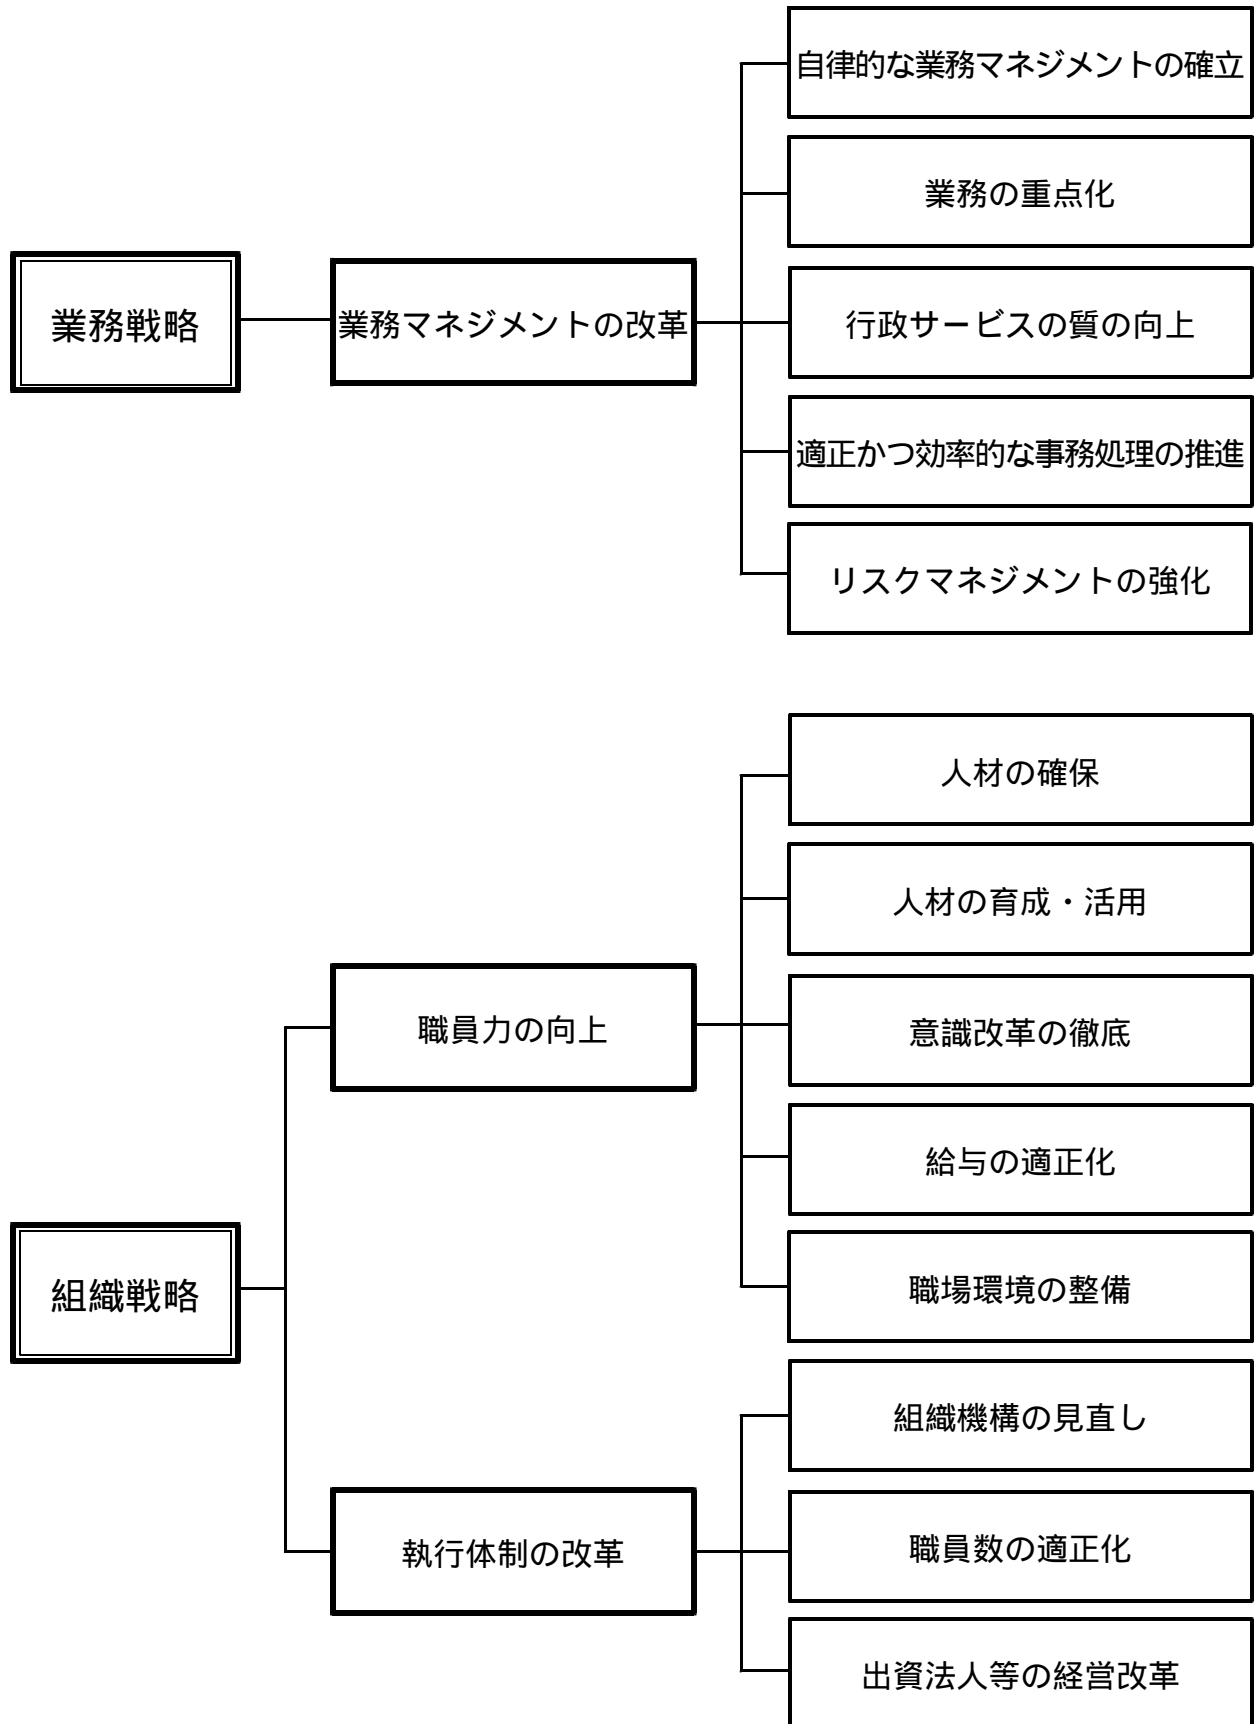 業務戦略
業務マネジメントの改革
自律的な業務マネジメントの確立
業務の重点化
行政サービスの質の向上
適正かつ効率的な事務処理の推進
リスクマネジメントの強化
組織戦略
職員力の向上
人材の確保
人材の育成・活用
意識改革の徹底
給与の適正化
職場環境の整備
執行体制の改革
組織機構の見直し
職員数の適正化
出資法人等の経営改革